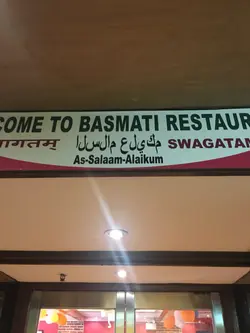 COME TO BASMATI RESTAUR
ागतम् السلام عليكم SWAGATAM
As-Salaam-Alaikum